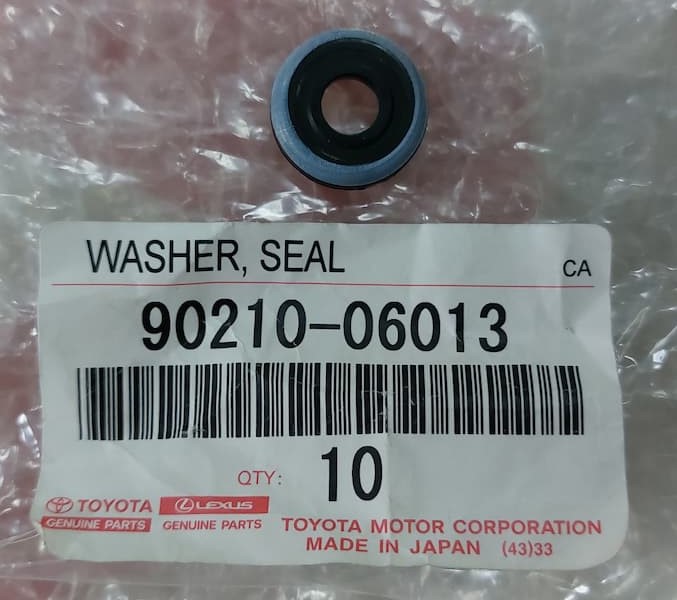 WASHER, SEAL CA
90210-06013
QTY: 10
TOYOTA LEXUS
GENUINE PARTS GENUINE PARTS
TOYOTA MOTOR CORPORATION
MADE IN JAPAN (43)33